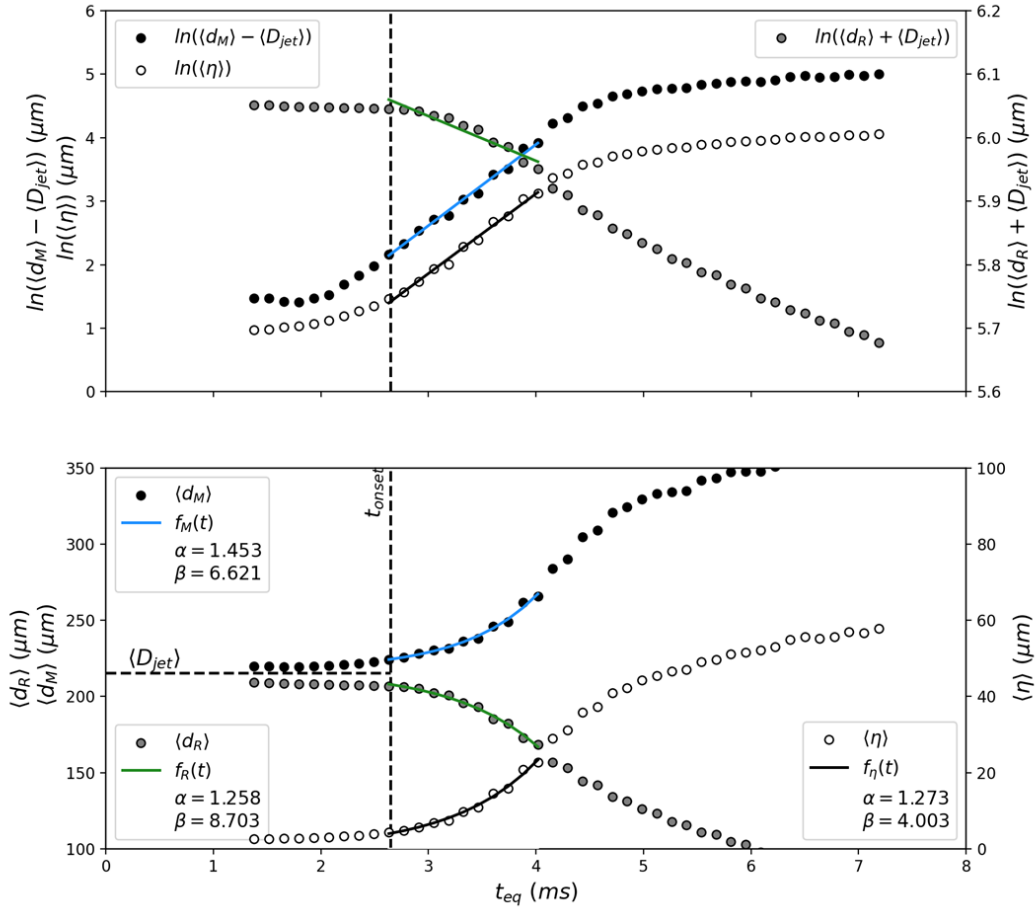 6
5
4
3
2
1
0
ln(⟨d_M⟩ − ⟨D_jet⟩) (μm)
ln(⟨η⟩) (μm)
ln(⟨d_M⟩ − ⟨D_jet⟩)
ln(⟨η⟩)
ln(⟨d_R⟩ + ⟨D_jet⟩)
6.2
6.1
6.0
5.9
5.8
5.7
5.6
ln(⟨d_R⟩ + ⟨D_jet⟩) (μm)
350
300
250
200
150
100
⟨d_R⟩ (μm)
⟨d_M⟩ (μm)
⟨d_M⟩
f_M(t)
α = 1.453
β = 6.621
t_onset
⟨D_jet⟩
⟨d_R⟩
f_R(t)
α = 1.258
β = 8.703
⟨η⟩
f_η(t)
α = 1.273
β = 4.003
100
80
60
40
20
0
⟨η⟩ (μm)
0 1 2 3 4 5 6 7 8
t_eq (ms)